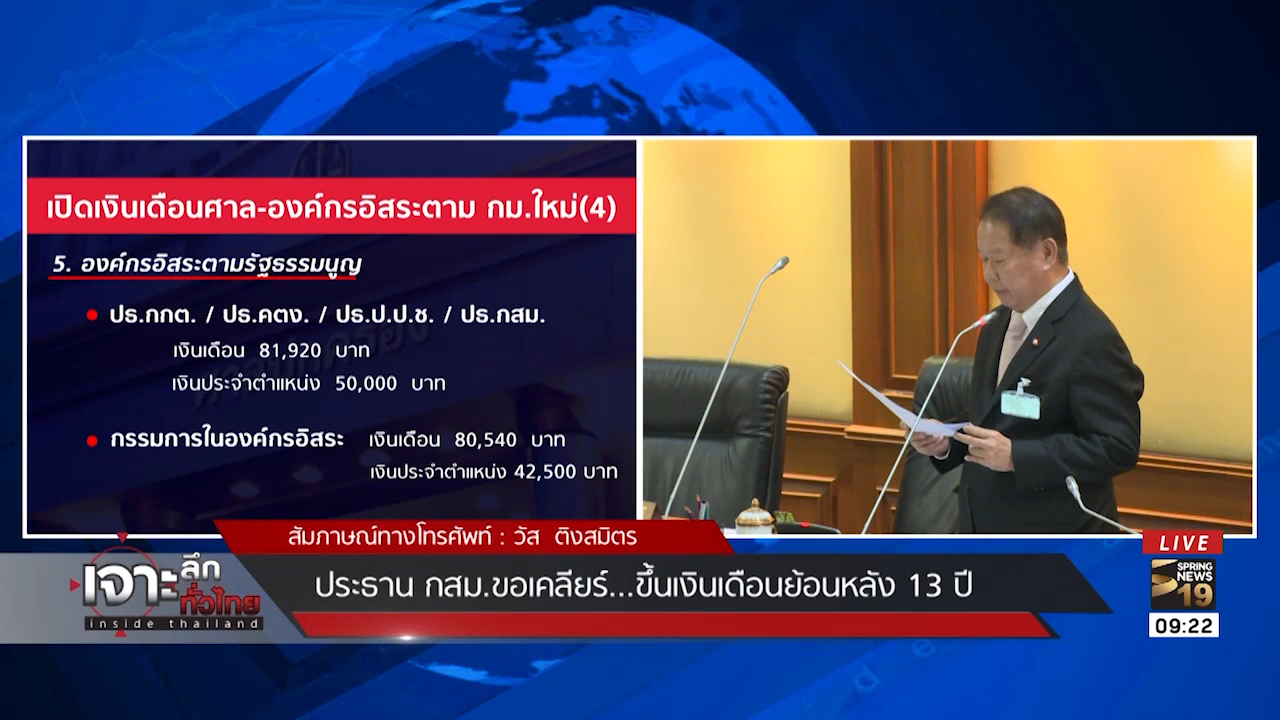 เปิดเงินเดือนศาล-องค์กรอิสระตาม กม.ใหม่(4)
5. องค์กรอิสระตามรัฐธรรมนูญ
ปธ.กกต. / ปธ.คตง. / ปธ.ป.ป.ช. / ปธ.กสม.
เงินเดือน 81,920 บาท
เงินประจำตำแหน่ง 50,000 บาท
กรรมการในองค์กรอิสระ เงินเดือน 80,540 บาท
เงินประจำตำแหน่ง 42,500 บาท
สัมภาษณ์ทางโทรศัพท์ : วัส ติงสมิตร
ประธาน กสม.ขอเคลียร์...ขึ้นเงินเดือนย้อนหลัง 13 ปี
เจาะลึก
ทั่วไทย
inside thailand
LIVE
SPRING
NEWS
19
09:22